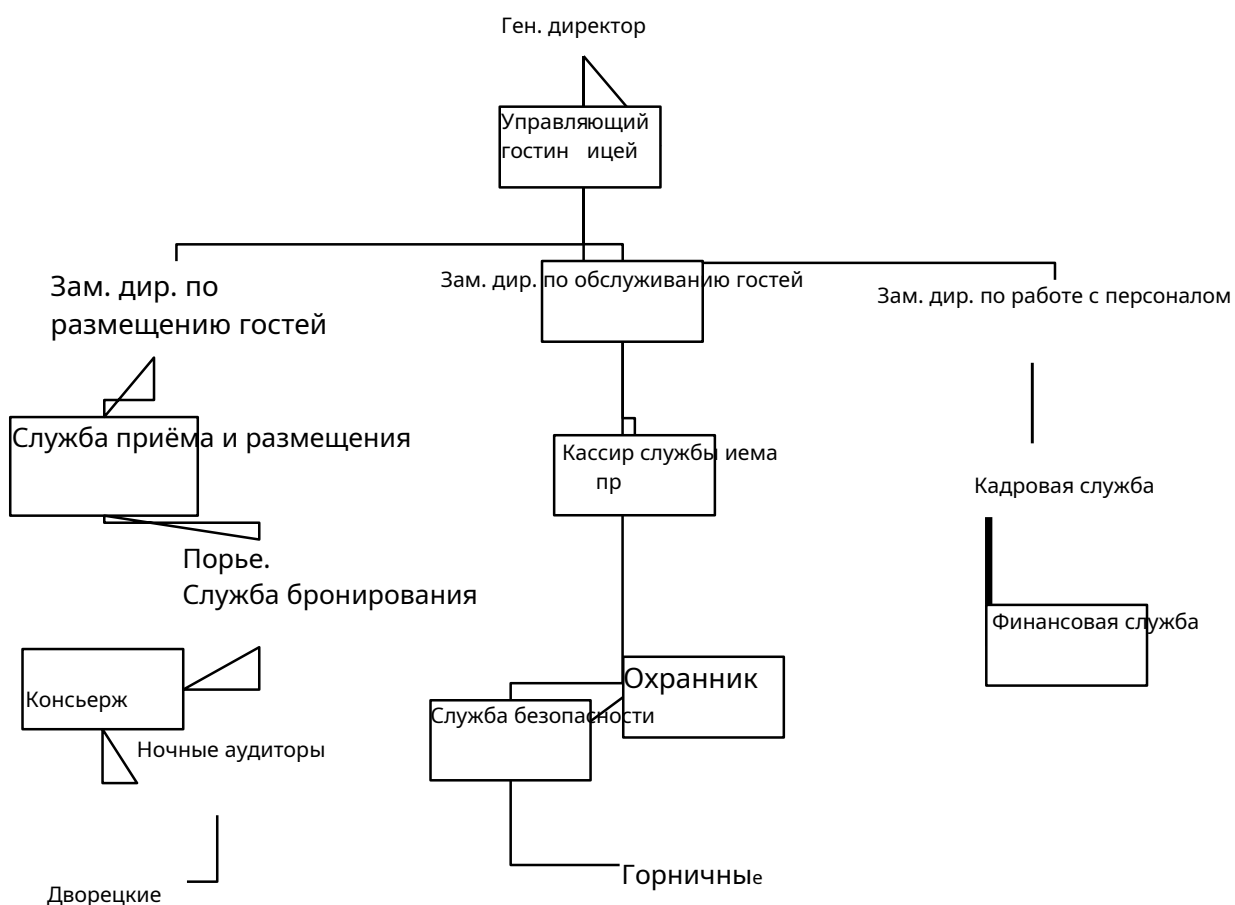 Ген. директор
Управляющий
гостин ицей
Зам. дир. по
размещению гостей
Зам. дир. по обслуживанию гостей
Зам. дир. по работе с персоналом
Служба приёма и размещения
Кассир службы иема
пр
Кадровая служба
Порье.
Служба бронирования
Финансовая служба
Консьерж
Охранник
Служба безопасности
Ночные аудиторы
Горничные
Дворецкие